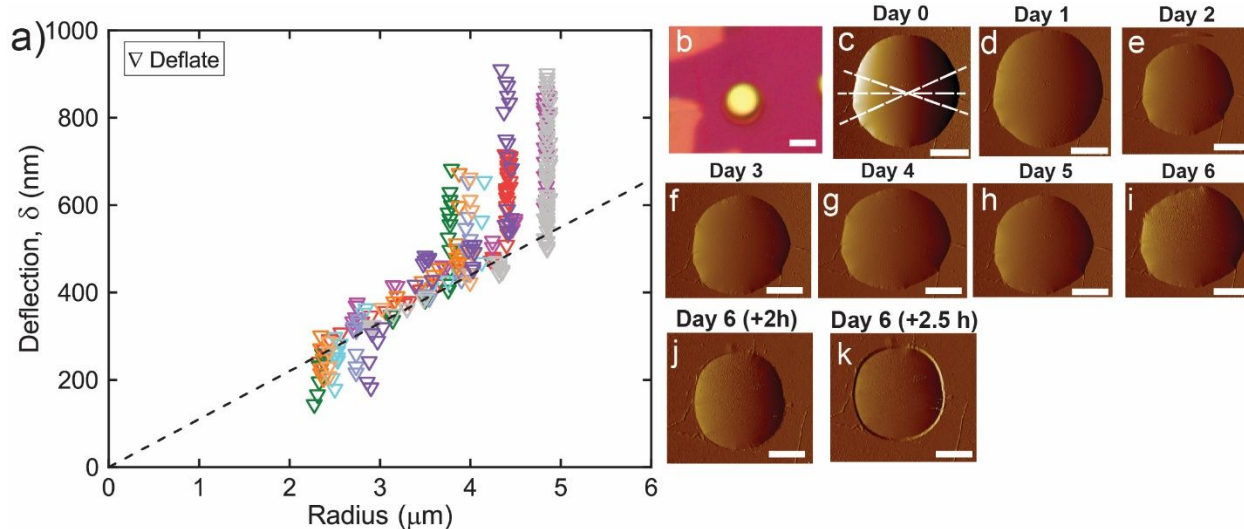 a)
1000
800
600
400
200
0
0 1 2 3 4 5 6
Deflection, δ (nm)
Radius (μm)
▽ Deflate
b
Day 0
c
Day 1
d
Day 2
e
Day 3
f
Day 4
g
Day 5
h
Day 6
i
Day 6 (+2h)
j
Day 6 (+2.5 h)
k